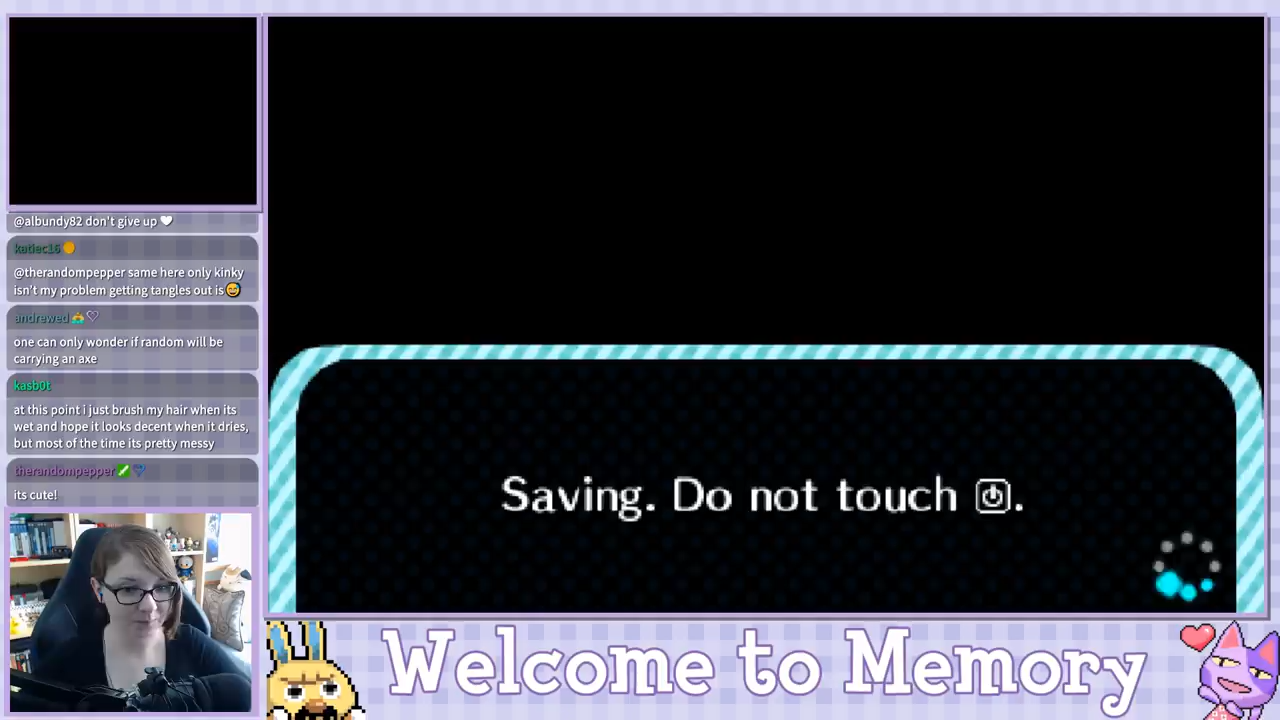 @albundy82 don't give up 🤍
katiec16
@therandompepper same here only kinky
isn't my problem getting tangles out is😅
andrewed
one can only wonder if random will be
carrying an axe
kasb0t
at this point i just brush my hair when its
wet and hope it looks decent when it dries,
but most of the time its pretty messy
therandompepper
its cute!
Saving. Do not touch ⏻.
Welcome to Memory